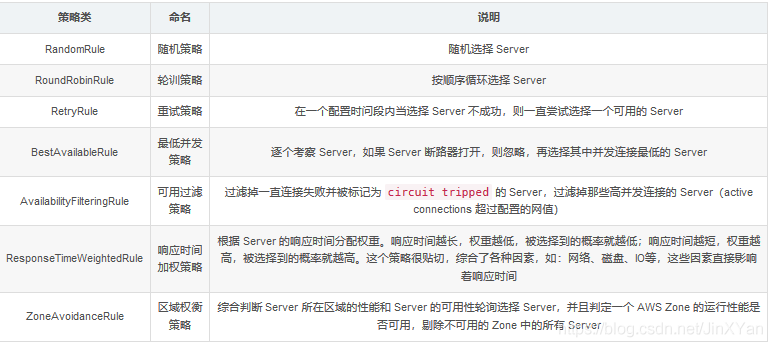 策略类 命名 说明
RandomRule 随机策略 随机选择 Server
RoundRobinRule 轮训策略 按顺序循环选择 Server
RetryRule 重试策略 在一个配置时间段内当选择 Server 不成功，则一直尝试选择一个可用的 Server
BestAvailableRule 最低并发策略 逐个考察 Server，如果 Server 断路器打开，则忽略，再选择其中并发连接最低的 Server
AvailabilityFilteringRule 可用过滤策略 过滤掉一直连接失败并被标记为 circuit tripped 的 Server，过滤掉那些高并发连接的 Server（active
connections 超过配置的网值)
ResponseTimeWeightedRule 响应时间加权策略 根据 Server 的响应时间分配权重。响应时间越长，权重越低，被选择到的概率就越低；响应时间越短，权重越
高，被选择到的概率就越高。这个策略很贴切，综合了各种因素，如：网络、磁盘、IO等，这些因素直接影响
着响应时间
ZoneAvoidanceRule 区域权衡策略 综合判断 Server 所在区域的性能和 Server 的可用性轮询选择 Server，并且判定一个 AWS Zone 的运行性能是
否可用，剔除不可用的 Zone 中的所有 Server
https://blog.csdn.net/JinXYan